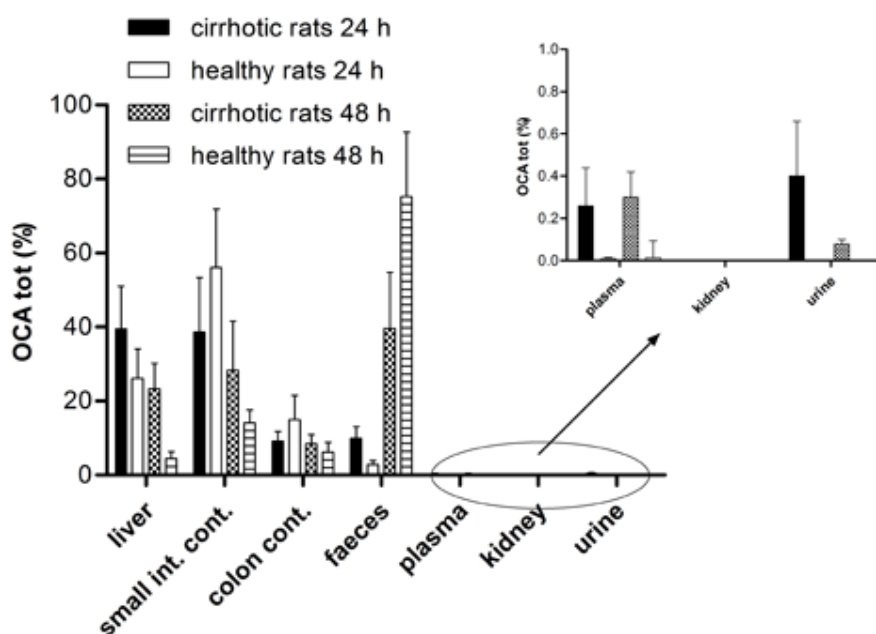 cirrhotic rats 24 h
healthy rats 24 h
cirrhotic rats 48 h
healthy rats 48 h
OCA tot (%)
100
80
60
40
20
0
liver
small int. cont.
colon cont.
faeces
plasma
kidney
urine
OCA tot (%)
1.0
0.8
0.6
0.4
0.2
0.0
plasma
kidney
urine